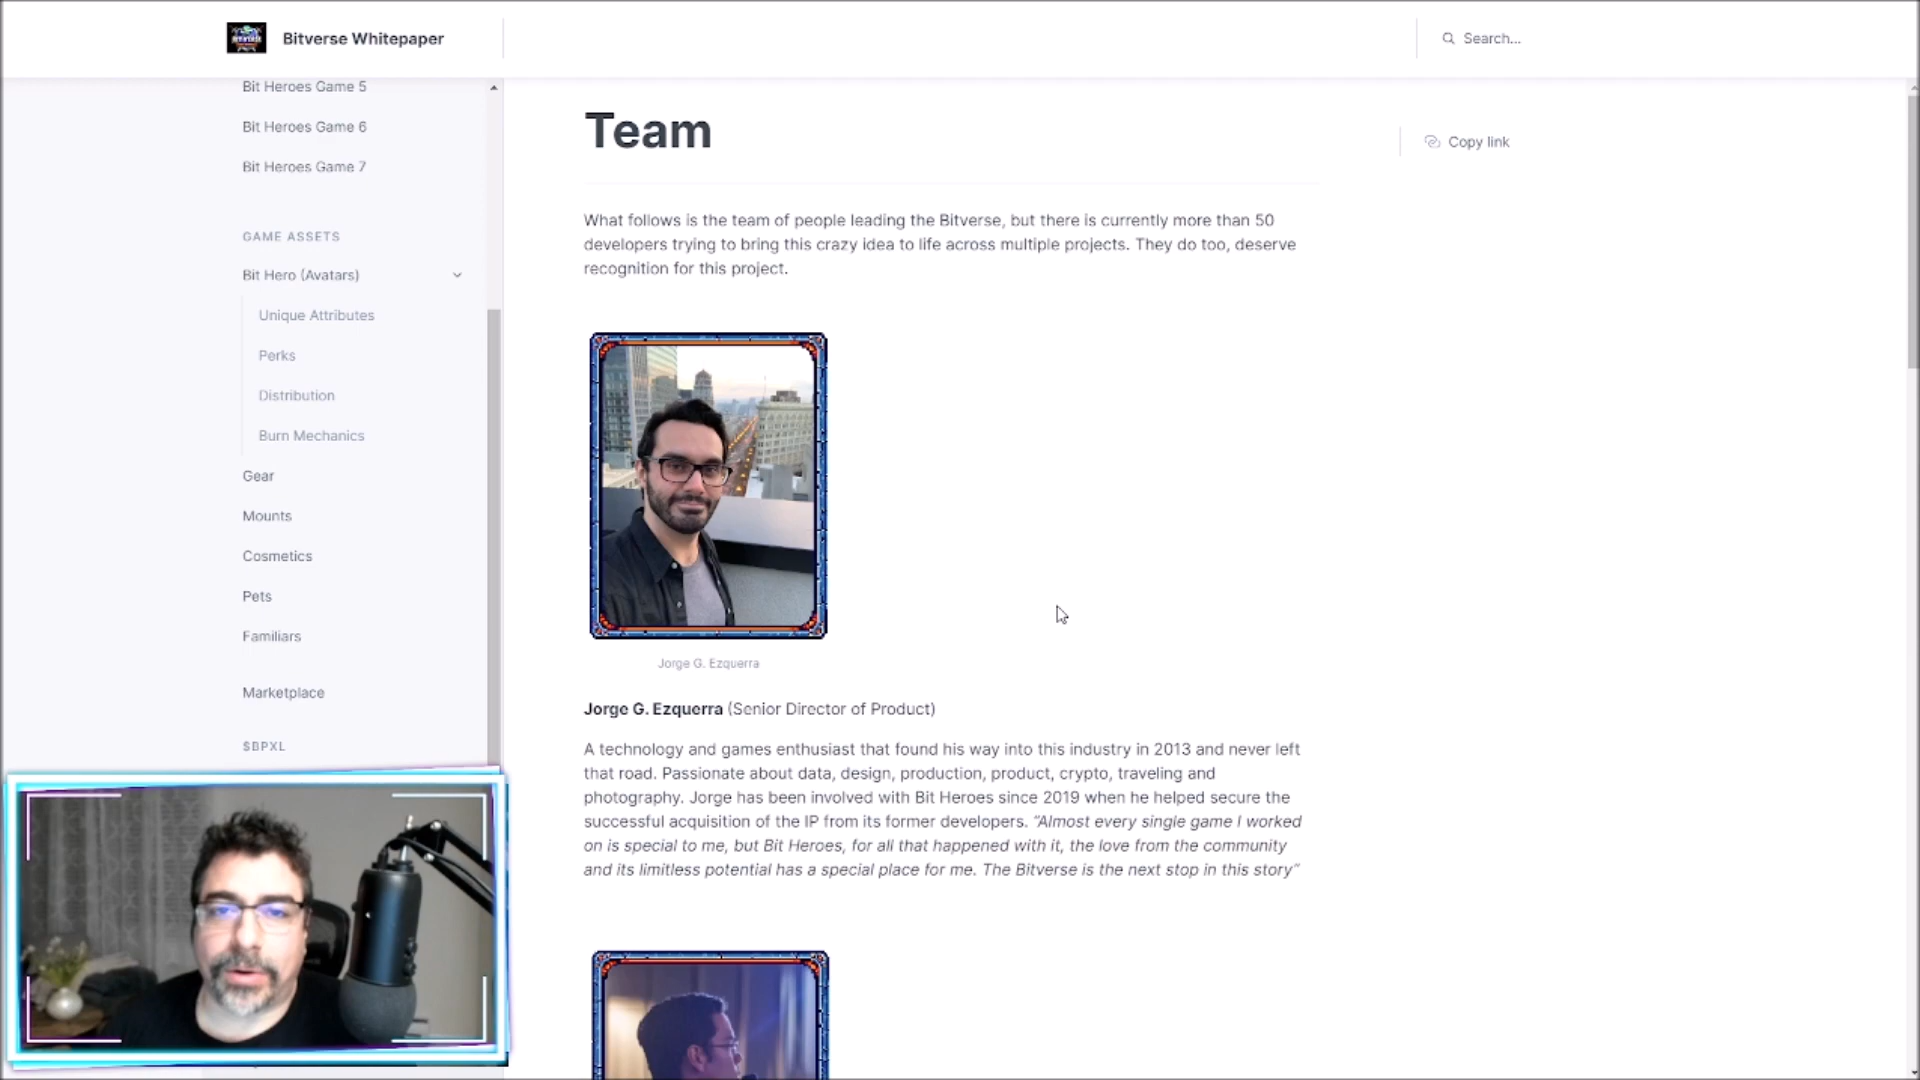 Bitverse Whitepaper
Search...
Bit Heroes Game 5
Bit Heroes Game 6
Bit Heroes Game 7
GAME ASSETS
Bit Hero (Avatars)
Unique Attributes
Perks
Distribution
Burn Mechanics
Gear
Mounts
Cosmetics
Pets
Familiars
Marketplace
$BPXL
Team
Copy link
What follows is the team of people leading the Bitverse, but there is currently more than 50
developers trying to bring this crazy idea to life across multiple projects. They do too, deserve
recognition for this project.
Jorge G. Ezquerra
Jorge G. Ezquerra (Senior Director of Product)
A technology and games enthusiast that found his way into this industry in 2013 and never left
that road. Passionate about data, design, production, product, crypto, traveling and
photography. Jorge has been involved with Bit Heroes since 2019 when he helped secure the
successful acquisition of the IP from its former developers. “Almost every single game I worked
on is special to me, but Bit Heroes, for all that happened with it, the love from the community
and its limitless potential has a special place for me. The Bitverse is the next stop in this story”